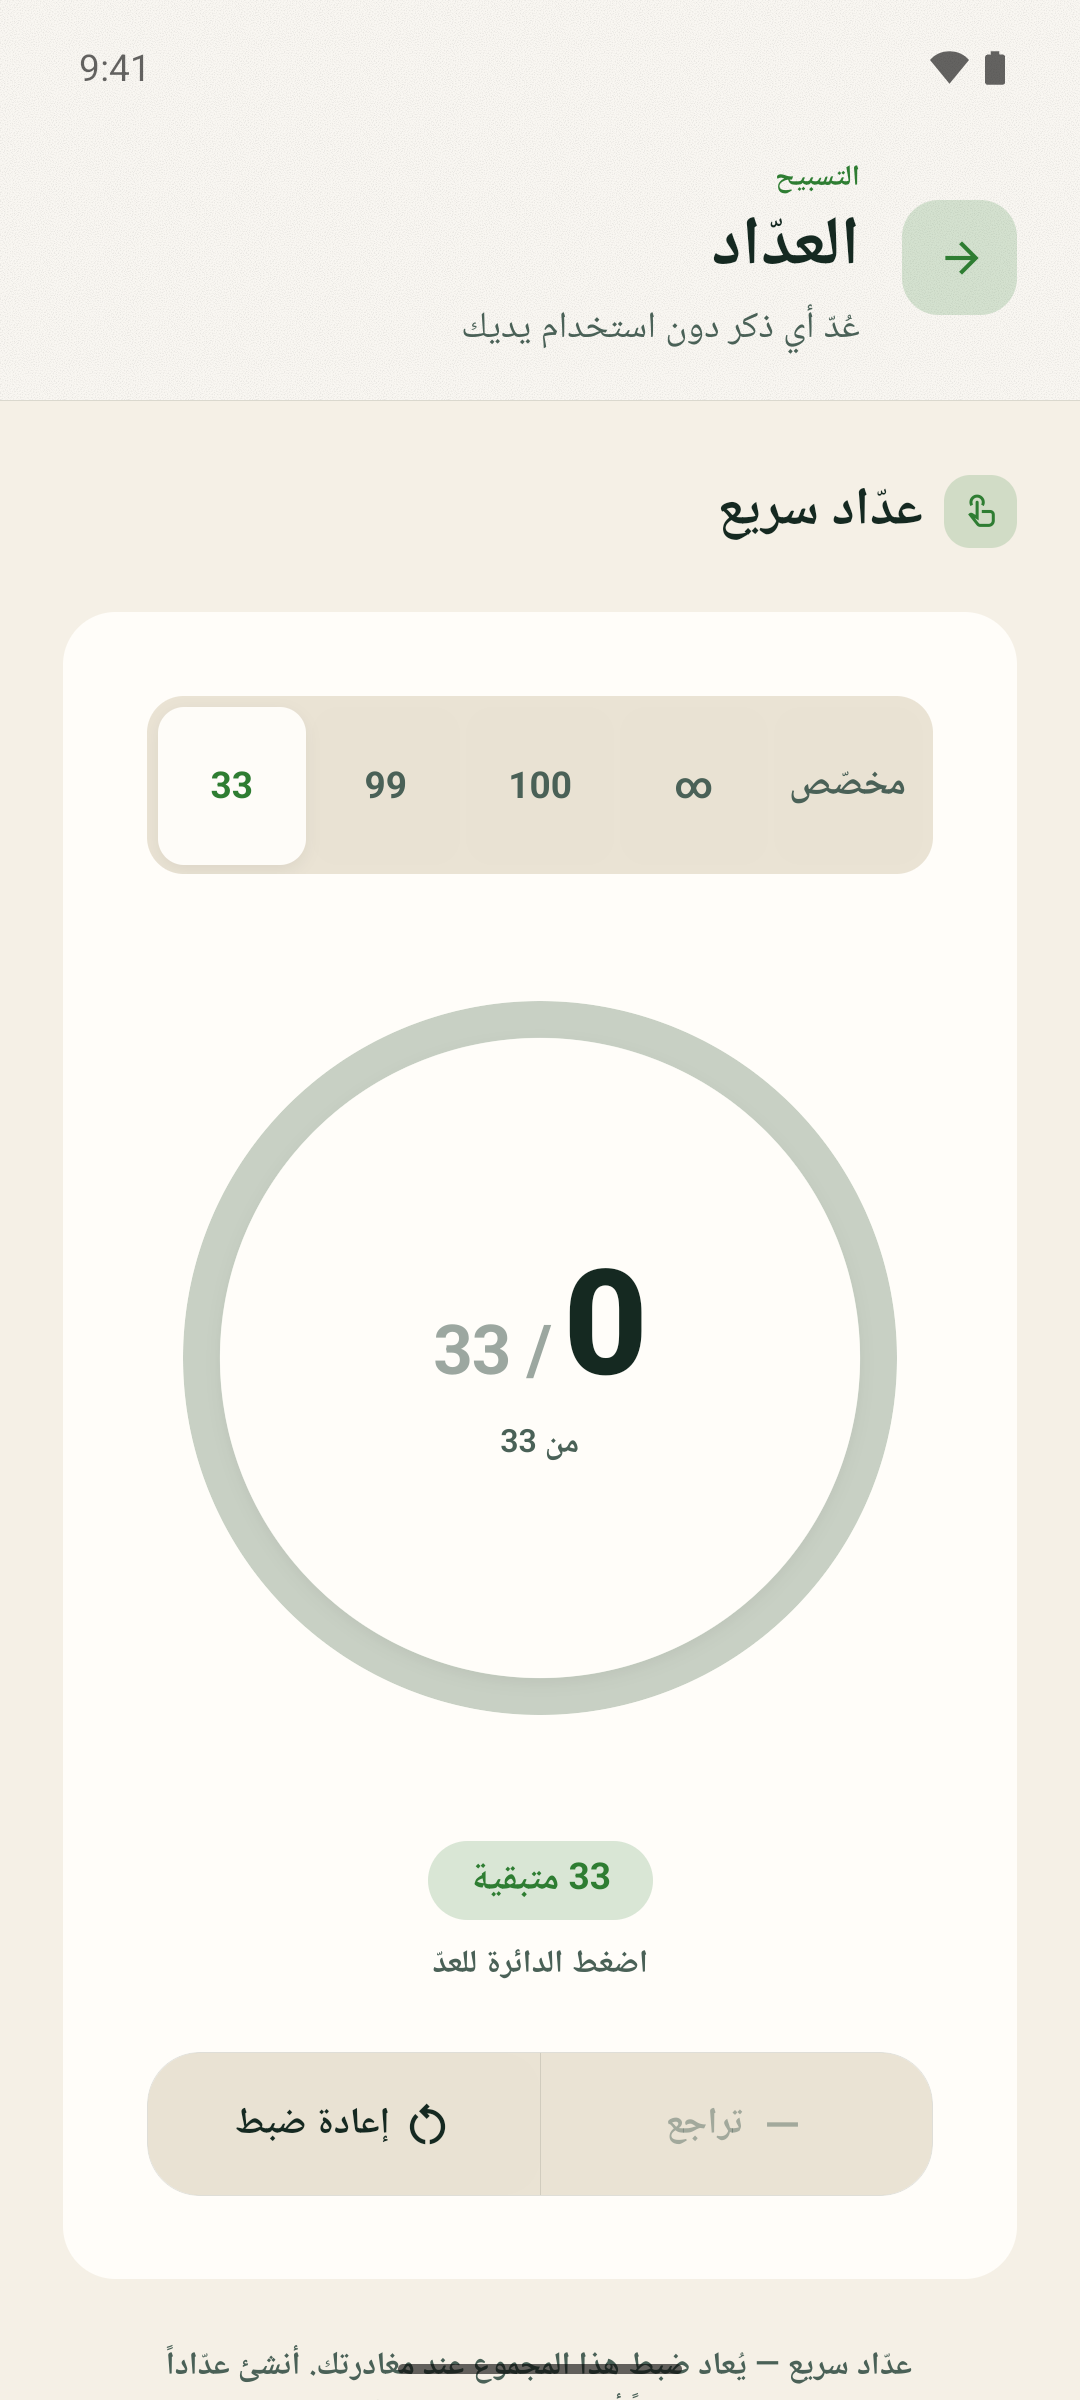 9:41
التسبيح
العدّاد
عُدّ أي ذكر دون استخدام يديك
عدّاد سريع
33 99 100 ∞ مخصّص
0 / 33
من 33
33 متبقية
اضغط الدائرة للعدّ
— تراجع
إعادة ضبط
عدّاد سريع — يُعاد ضبط هذا المجموع عند مغادرتك. أنشئ عدّاداً